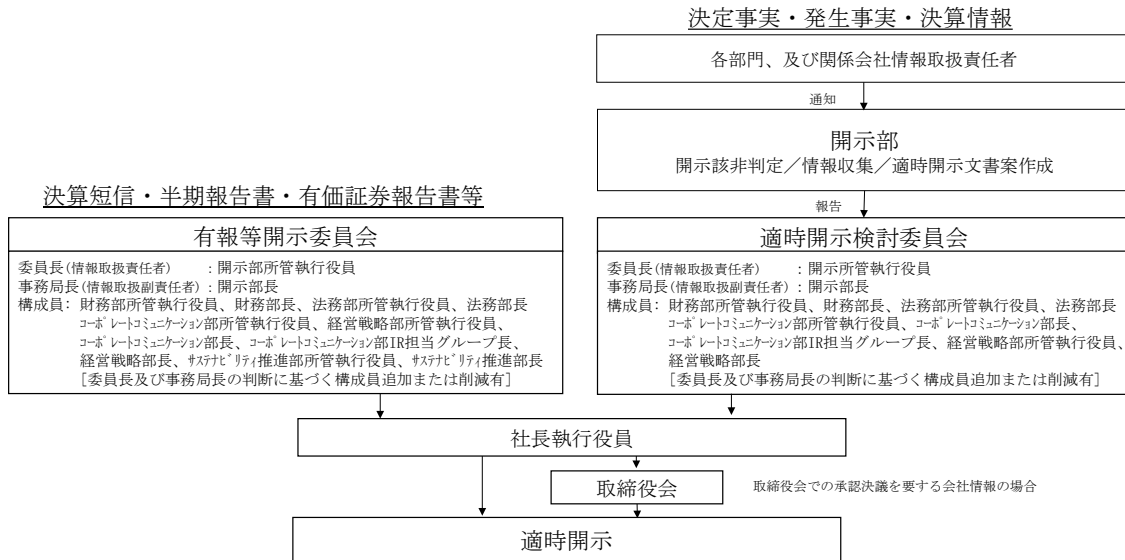 決定事実・発生事実・決算情報
各部門、及び関係会社情報取扱責任者
通知
開示部
開示該非判定／情報収集／適時開示文書案作成
報告
決算短信・半期報告書・有価証券報告書等
有報等開示委員会
委員長(情報取扱責任者)　：開示部所管執行役員
事務局長(情報取扱副責任者)：開示部長
構成員：財務部所管執行役員、財務部長、法務部所管執行役員、法務部長
ｺｰﾎﾟﾚｰﾄｺﾐｭﾆｹｰｼｮﾝ部所管執行役員、経営戦略部所管執行役員、
ｺｰﾎﾟﾚｰﾄｺﾐｭﾆｹｰｼｮﾝ部長、ｺｰﾎﾟﾚｰﾄｺﾐｭﾆｹｰｼｮﾝ部IR担当グループ長、
経営戦略部長、ｻｽﾃﾅﾋﾞﾘﾃｨ推進部所管執行役員、ｻｽﾃﾅﾋﾞﾘﾃｨ推進部長
[委員長及び事務局長の判断に基づく構成員追加または削減有]
適時開示検討委員会
委員長(情報取扱責任者)　：開示所管執行役員
事務局長(情報取扱副責任者)：開示部長
構成員：財務部所管執行役員、財務部長、法務部所管執行役員、法務部長
ｺｰﾎﾟﾚｰﾄｺﾐｭﾆｹｰｼｮﾝ部所管執行役員、ｺｰﾎﾟﾚｰﾄｺﾐｭﾆｹｰｼｮﾝ部長、
ｺｰﾎﾟﾚｰﾄｺﾐｭﾆｹｰｼｮﾝ部IR担当グループ長、経営戦略部所管執行役員、
経営戦略部長
[委員長及び事務局長の判断に基づく構成員追加または削減有]
社長執行役員
取締役会
取締役会での承認決議を要する会社情報の場合
適時開示